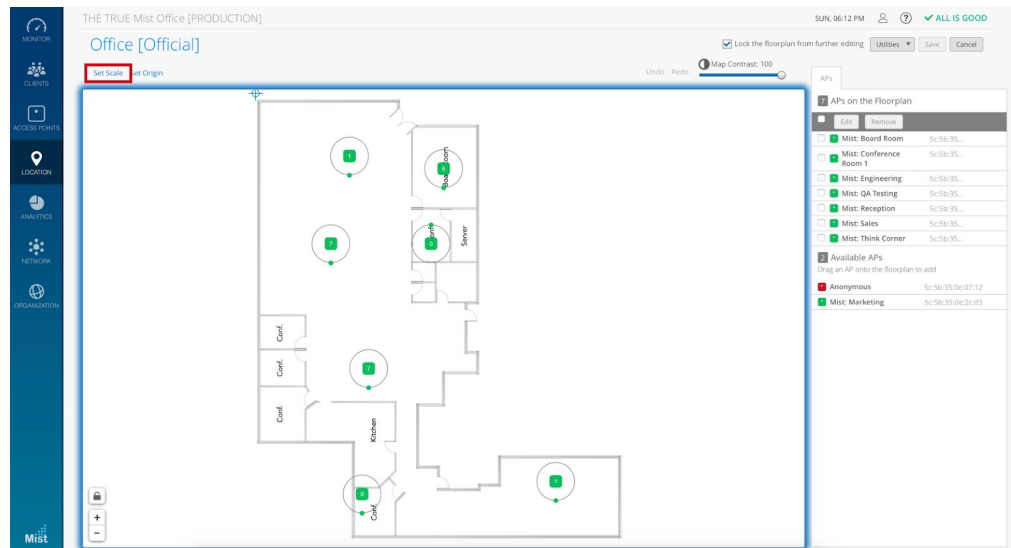 THE TRUE Mist Office [PRODUCTION]
SUN, 06:12 PM
?
ALL IS GOOD
MONITOR
CLIENTS
ACCESS POINTS
LOCATION
ANALYTICS
NETWORK
ORGANIZATION
Mist
Office [Official]
Lock the floorplan from further editing
Utilities
Save
Cancel
Set Scale
et Origin
Undo Redo
Map Contrast: 100
APs
7 APs on the Floorplan
Edit
Remove
Mist: Board Room 5c:5b:35...
Mist: Conference
Room 1 5c:5b:35...
Mist: Engineering 5c:5b:35...
Mist: QA Testing 5c:5b:35...
Mist: Reception 5c:5b:35...
Mist: Sales 5c:5b:35...
Mist: Think Corner 5c:5b:35...
2 Available APs
Drag an AP onto the floorplan to add
Anonymous 5c:5b:35:0e:07:12
Mist: Marketing 5c:5b:35:0e:2c:d3
1
6
Room
7
0
Server
Conf.
Conf.
7
Conf.
Kitchen
0
Conf.
1
+
-